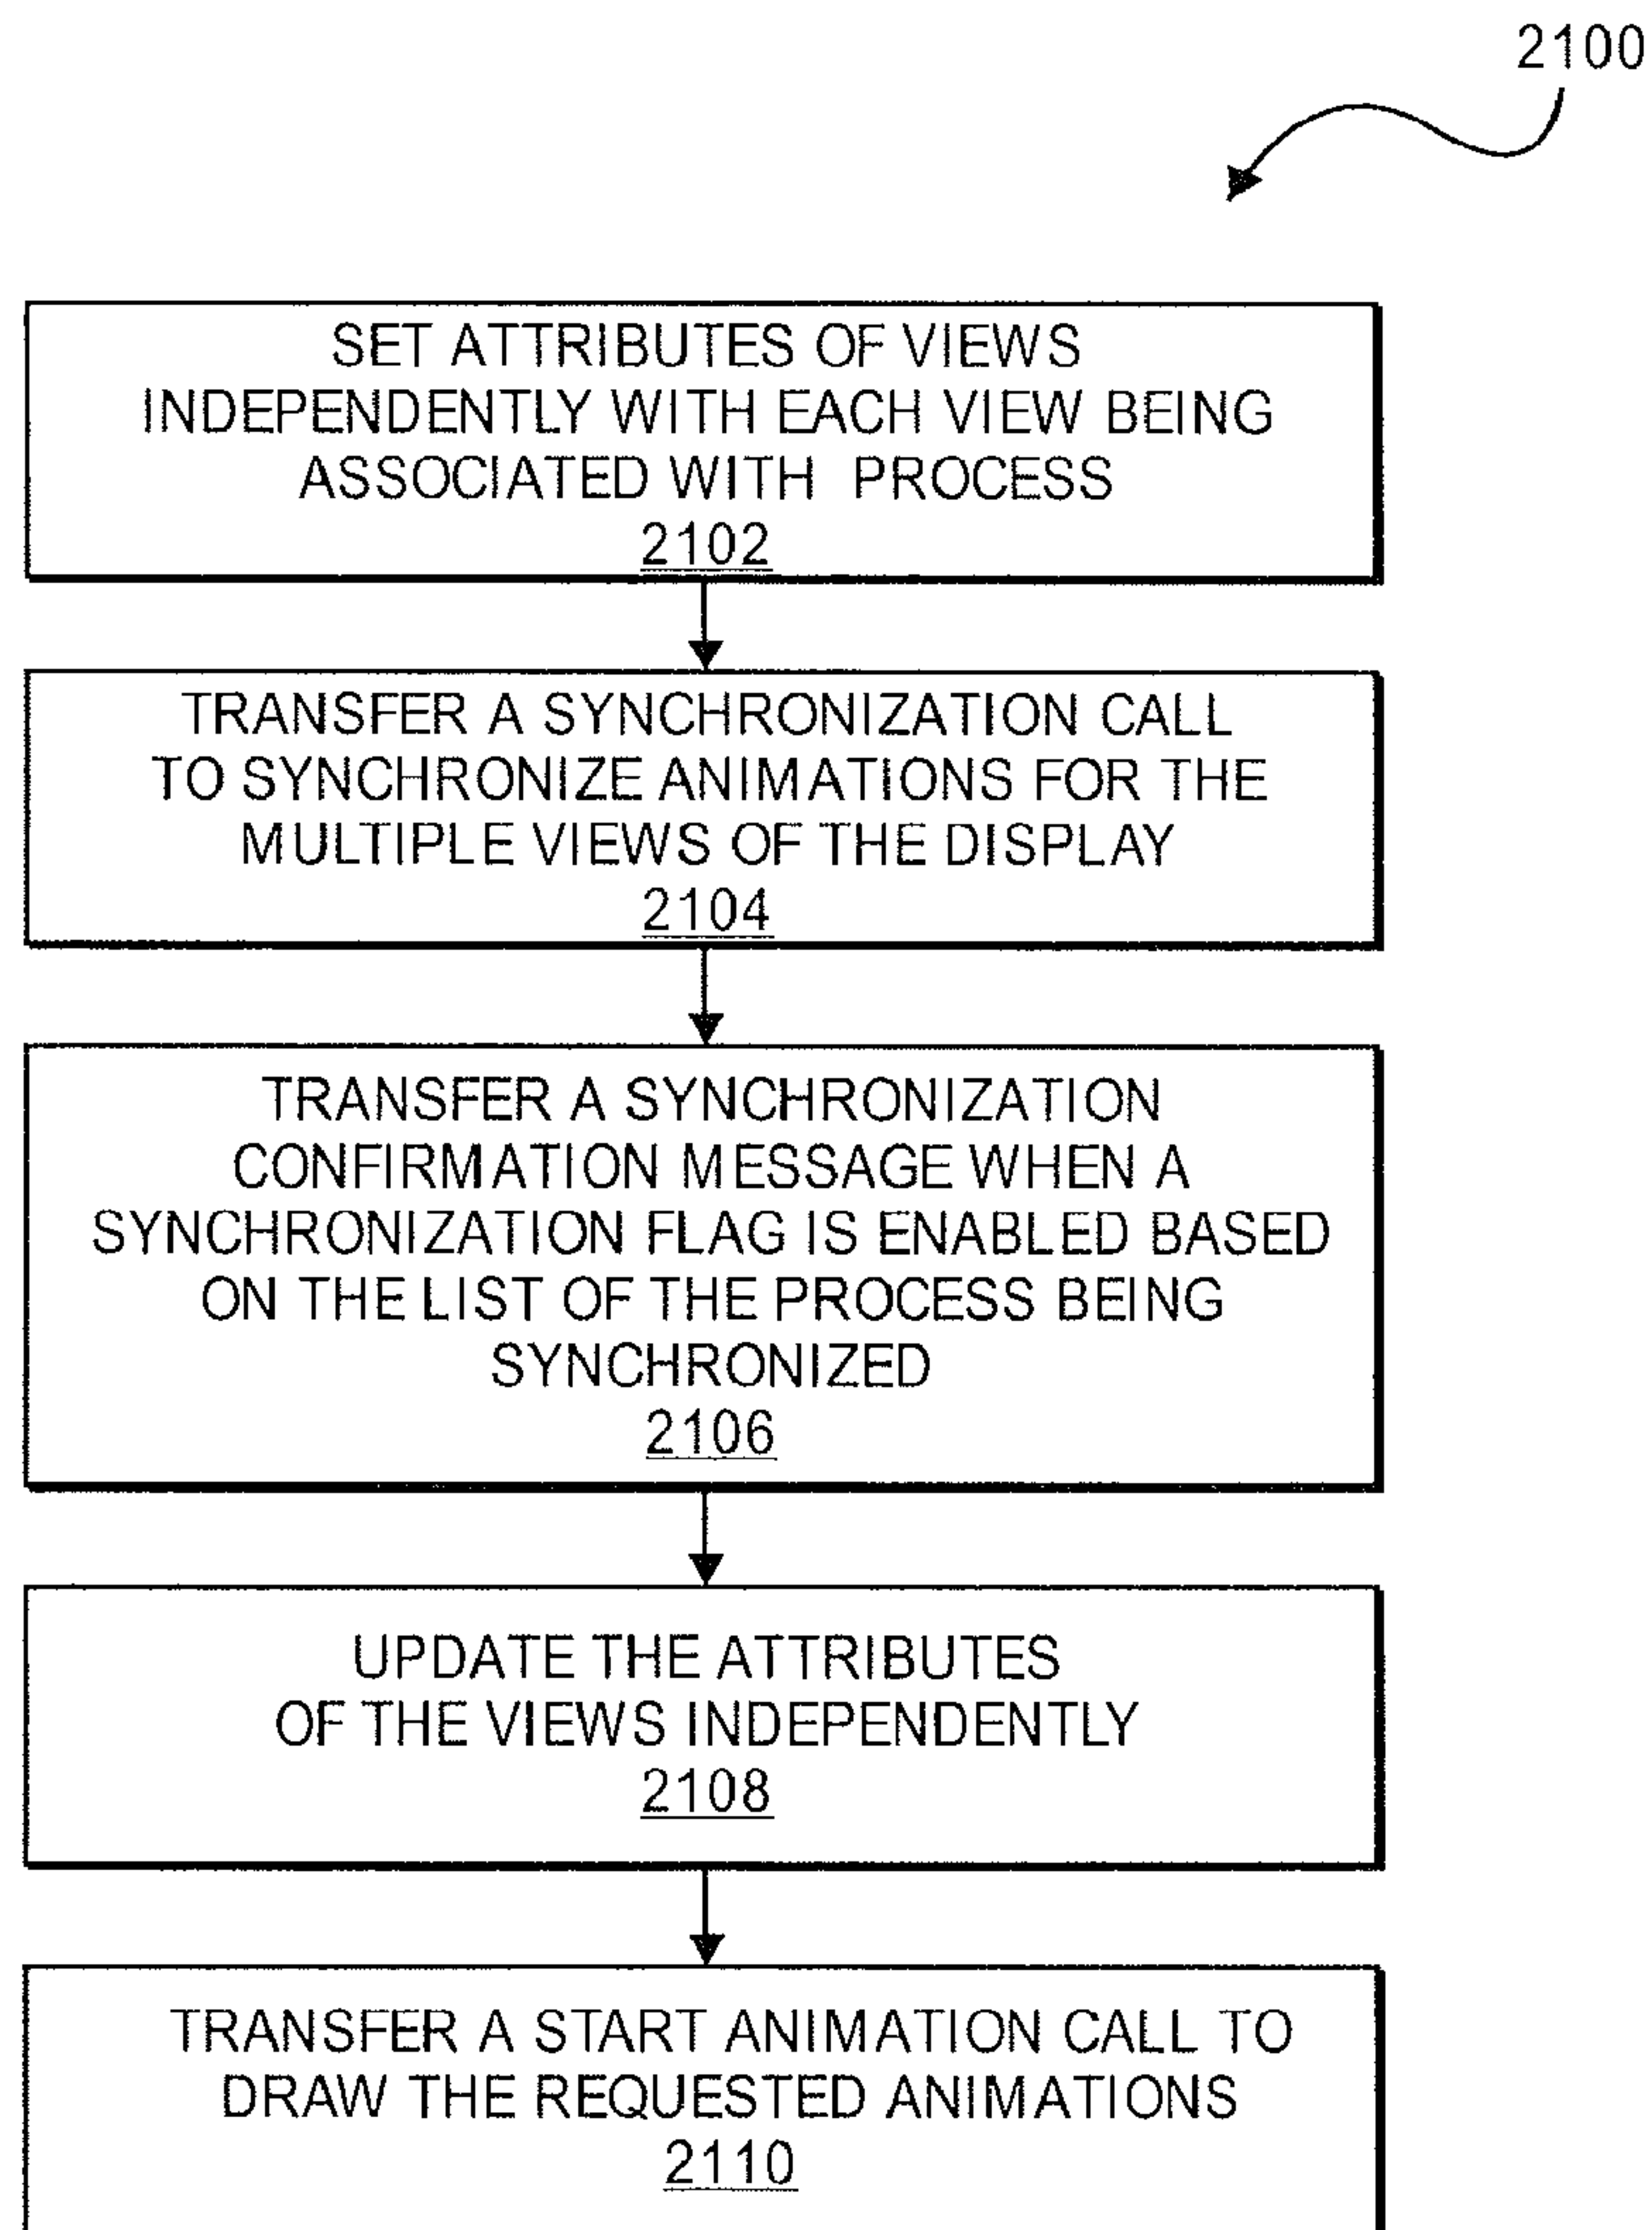 2100
SET ATTRIBUTES OF VIEWS
INDEPENDENTLY WITH EACH VIEW BEING
ASSOCIATED WITH PROCESS
2102
TRANSFER A SYNCHRONIZATION CALL
TO SYNCHRONIZE ANIMATIONS FOR THE
MULTIPLE VIEWS OF THE DISPLAY
2104
TRANSFER A SYNCHRONIZATION
CONFIRMATION MESSAGE WHEN A
SYNCHRONIZATION FLAG IS ENABLED BASED
ON THE LIST OF THE PROCESS BEING
SYNCHRONIZED
2106
UPDATE THE ATTRIBUTES
OF THE VIEWS INDEPENDENTLY
2108
TRANSFER A START ANIMATION CALL TO
DRAW THE REQUESTED ANIMATIONS
2110